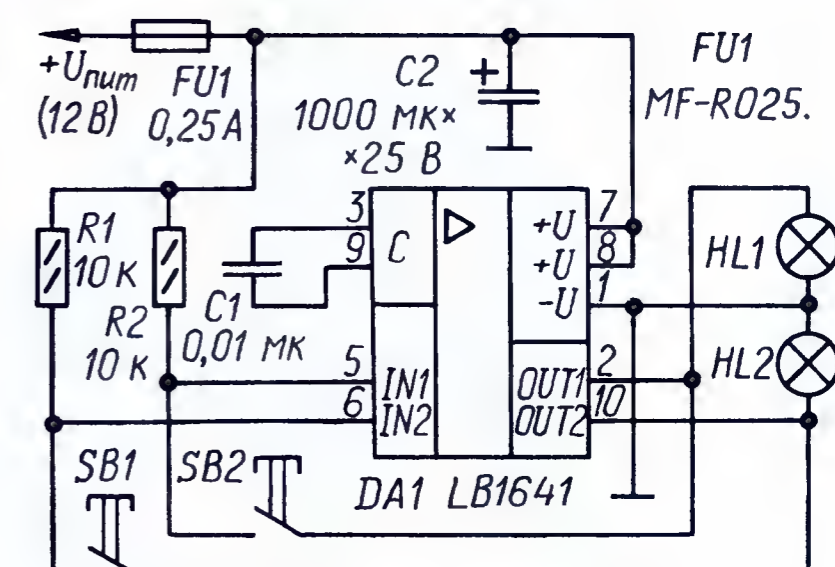 +Uпит
(12 В)
FU1
0,25А
C2
+
1000 мк×
×25 В
FU1
MF-R025.
R1
10 к
R2
10 к
C1
0,01 мк
3
9
5
6
C
IN1
IN2
+U
+U
-U
OUT1
OUT2
7
8
1
2
10
HL1
HL2
SB1
SB2
DA1 LB1641